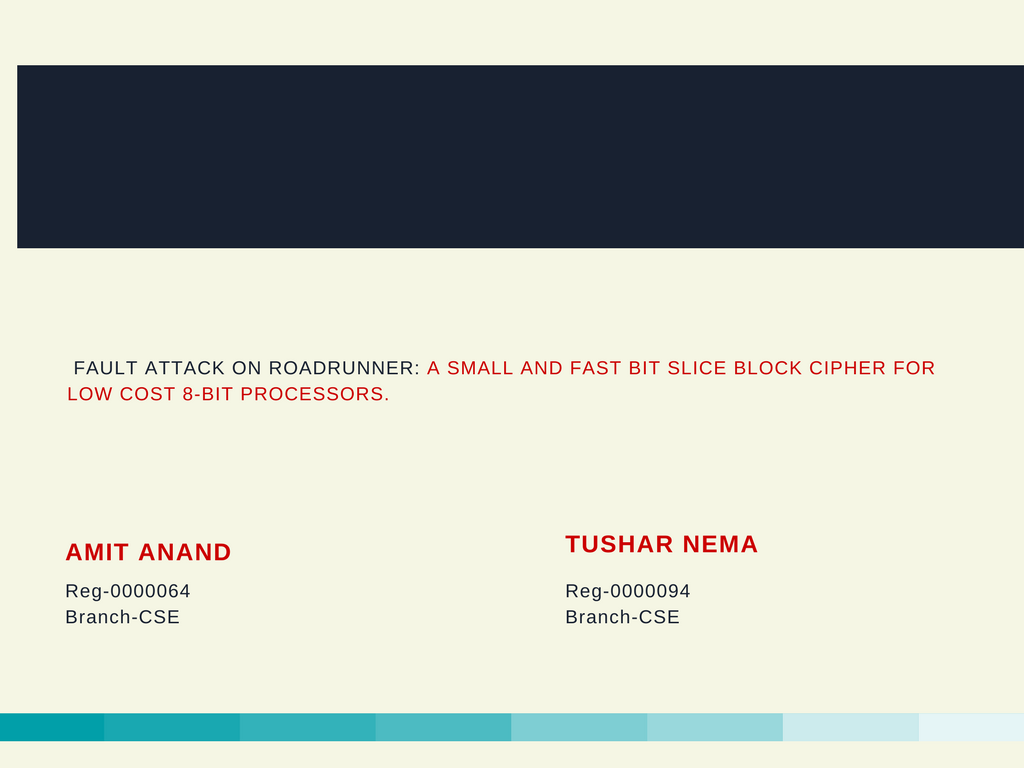 FAULT ATTACK ON ROADRUNNER: A SMALL AND FAST BIT SLICE BLOCK CIPHER FOR
LOW COST 8-BIT PROCESSORS.
AMIT ANAND
Reg-0000064
Branch-CSE
TUSHAR NEMA
Reg-0000094
Branch-CSE